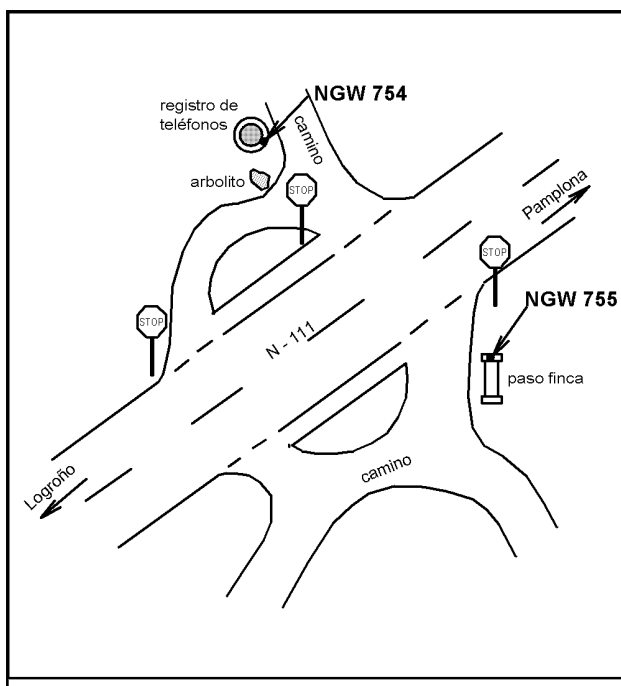 NGW 754
registro de
teléfonos
camino
arbolito
STOP
Pamplona
STOP
NGW 755
STOP
N - 111
paso finca
camino
Logroño